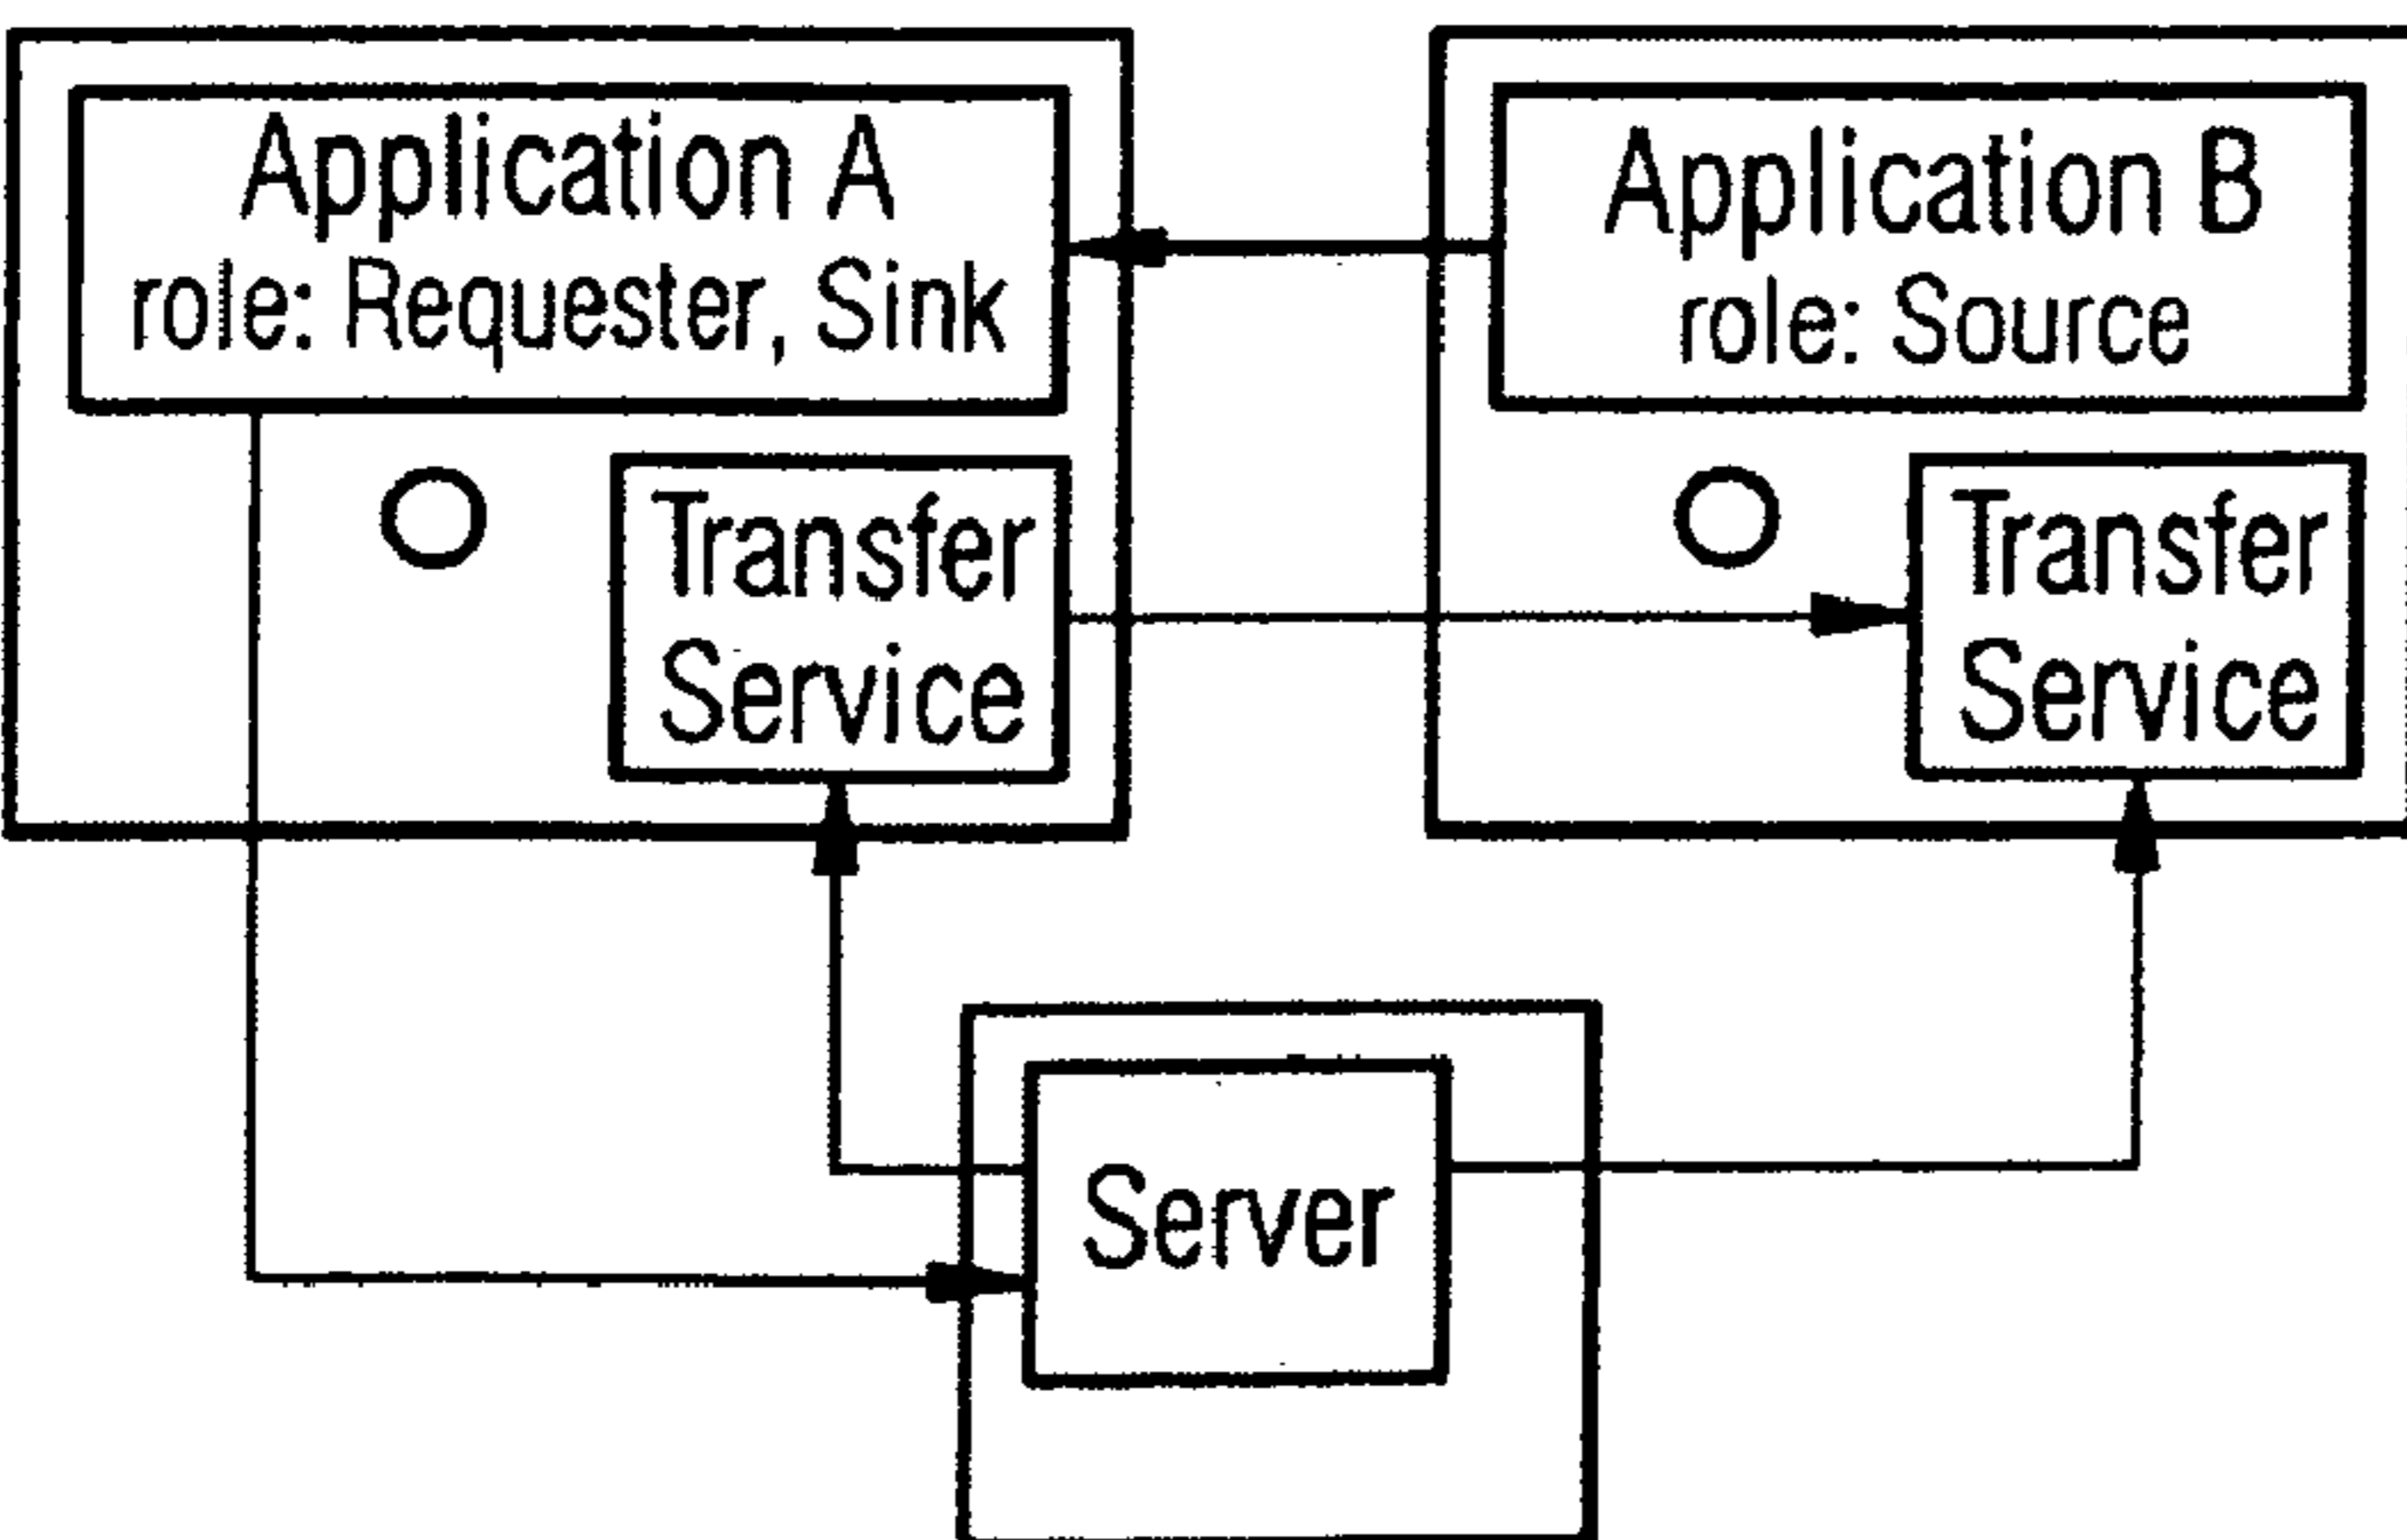 Application A
role: Requester, Sink
Application B
role: Source
Transfer
Service
Transfer
Service
Server